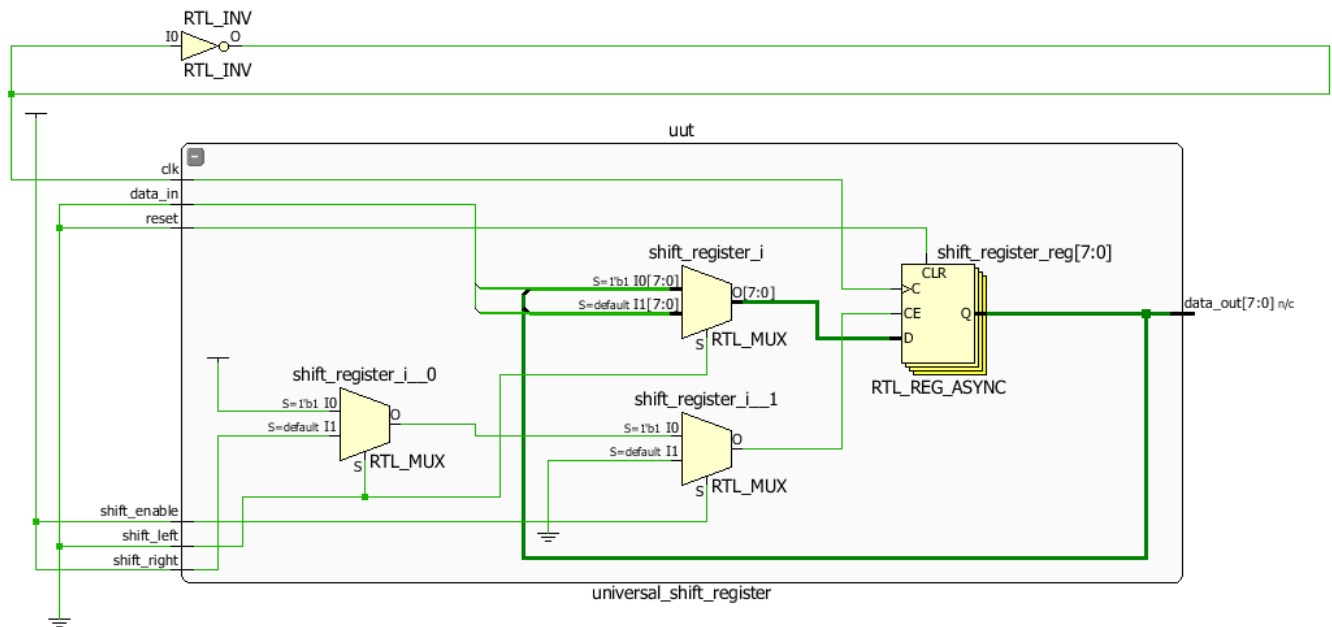 RTL_INV
I0
O
RTL_INV
uut
clk
data_in
reset
shift_register_i
S=1'b1 I0[7:0]
S=default I1[7:0]
O[7:0]
S
RTL_MUX
shift_register_reg[7:0]
CLR
C
CE
D
Q
RTL_REG_ASYNC
data_out[7:0] n/c
shift_register_i__0
S=1'b1 I0
S=default I1
O
S
RTL_MUX
shift_register_i__1
S=1'b1 I0
S=default I1
O
S
RTL_MUX
shift_enable
shift_left
shift_right
universal_shift_register